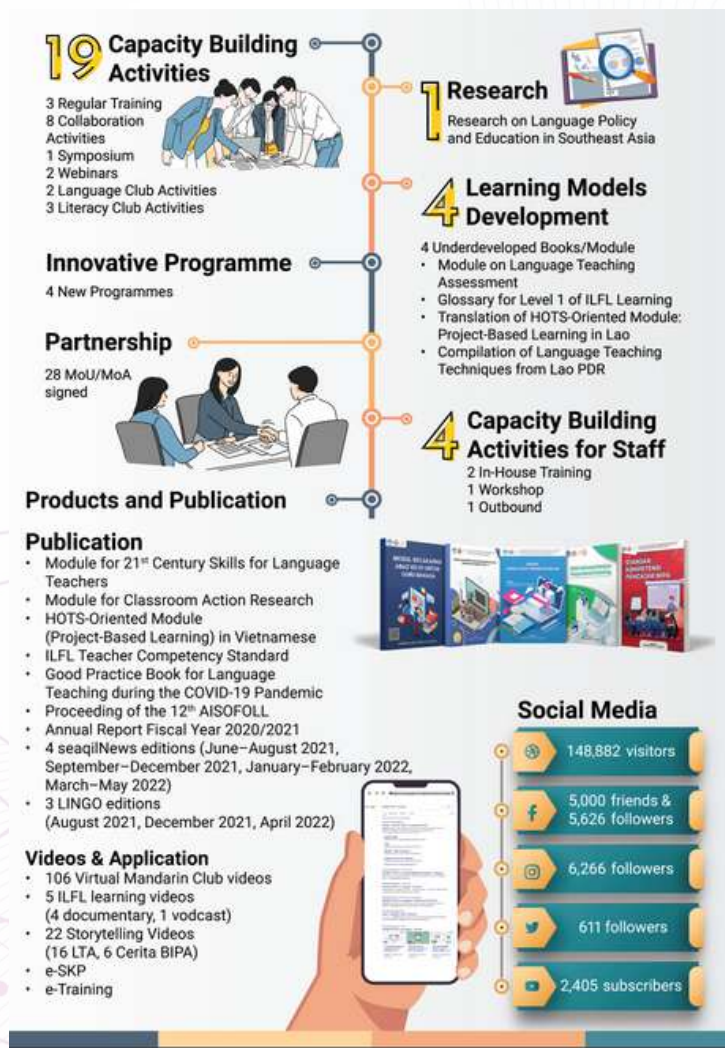 19 Capacity Building
Activities
3 Regular Training
8 Collaboration
Activities
1 Symposium
2 Webinars
2 Language Club Activities
3 Literacy Club Activities
1 Research
Research on Language Policy
and Education in Southeast Asia
4 Learning Models
Development
4 Underdeveloped Books/Module
• Module on Language Teaching
Assessment
• Glossary for Level 1 of ILFL Learning
• Translation of HOTS-Oriented Module:
Project-Based Learning in Lao
• Compilation of Language Teaching
Techniques from Lao PDR
Innovative Programme
4 New Programmes
Partnership
28 MoU/MoA
signed
4 Capacity Building
Activities for Staff
2 In-House Training
1 Workshop
1 Outbound
Products and Publication
Publication
• Module for 21st Century Skills for Language
Teachers
• Module for Classroom Action Research
• HOTS-Oriented Module
(Project-Based Learning) in Vietnamese
• ILFL Teacher Competency Standard
• Good Practice Book for Language
Teaching during the COVID-19 Pandemic
• Proceeding of the 12th AISOFOLL
• Annual Report Fiscal Year 2020/2021
• 4 seaqilNews editions (June–August 2021,
September–December 2021, January–February 2022,
March–May 2022)
• 3 LINGO editions
(August 2021, December 2021, April 2022)
Videos & Application
• 106 Virtual Mandarin Club videos
• 5 ILFL learning videos
(4 documentary, 1 vodcast)
• 22 Storytelling Videos
(16 LTA, 6 Cerita BIPA)
• e-SKP
• e-Training
STANDAR
KOMPETENSI
PENGAJAR BIPA
Social Media
148,882 visitors
5,000 friends &
5,626 followers
6,266 followers
611 followers
2,405 subscribers